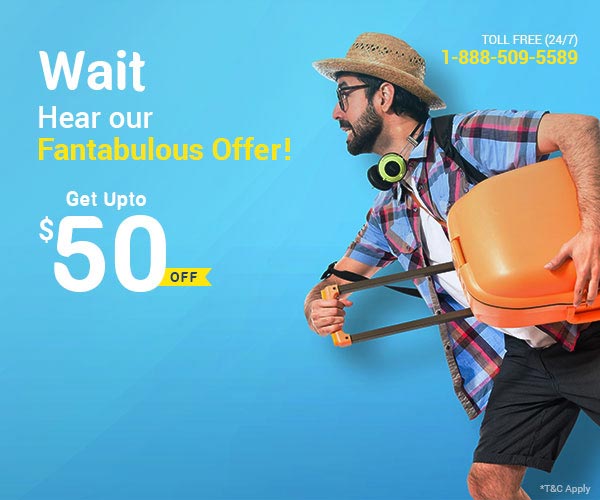 Wait
Hear our
Fantabulous Offer!
Get Upto
$50 OFF
TOLL FREE (24/7)
1-888-509-5589
*T&C Apply